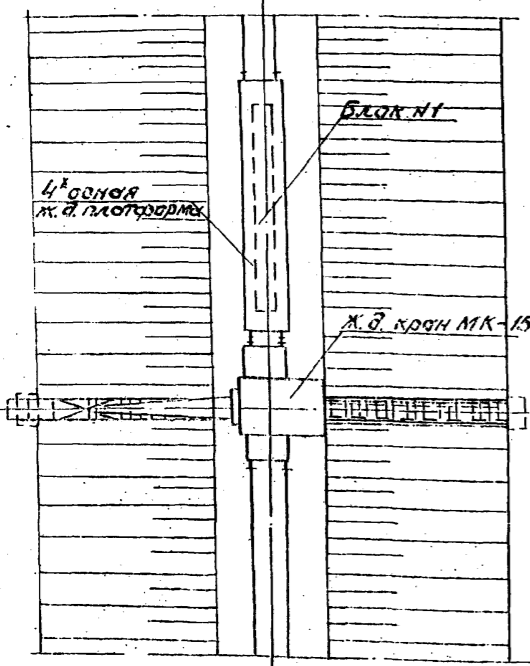 Блок №1
4х осная
ж.д. платформа
Ж.д. кран МК-15